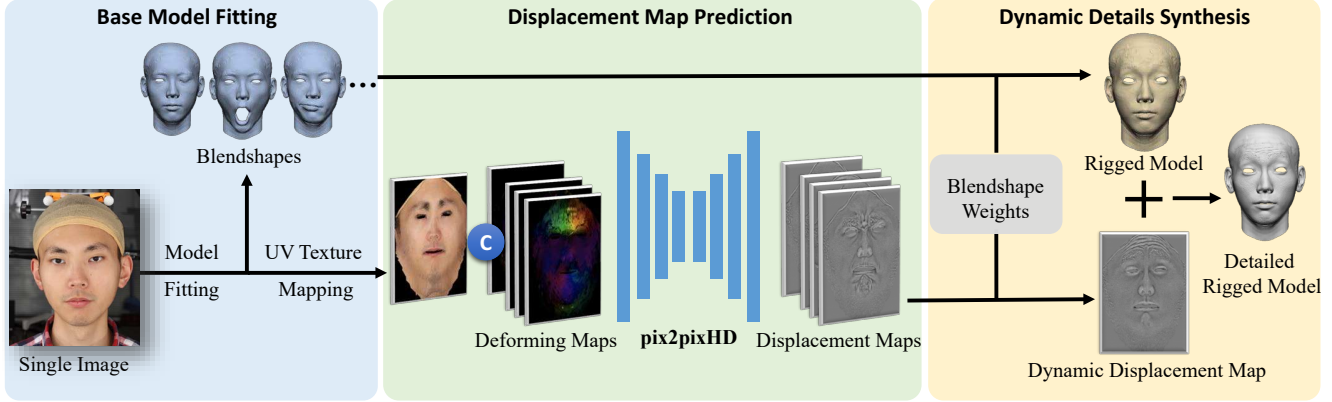 Base Model Fitting
Displacement Map Prediction
Dynamic Details Synthesis
Blendshapes
Single Image
Model
Fitting
UV Texture
Mapping
C
Deforming Maps
pix2pixHD
Displacement Maps
Blendshape
Weights
Rigged Model
Detailed
Rigged Model
Dynamic Displacement Map